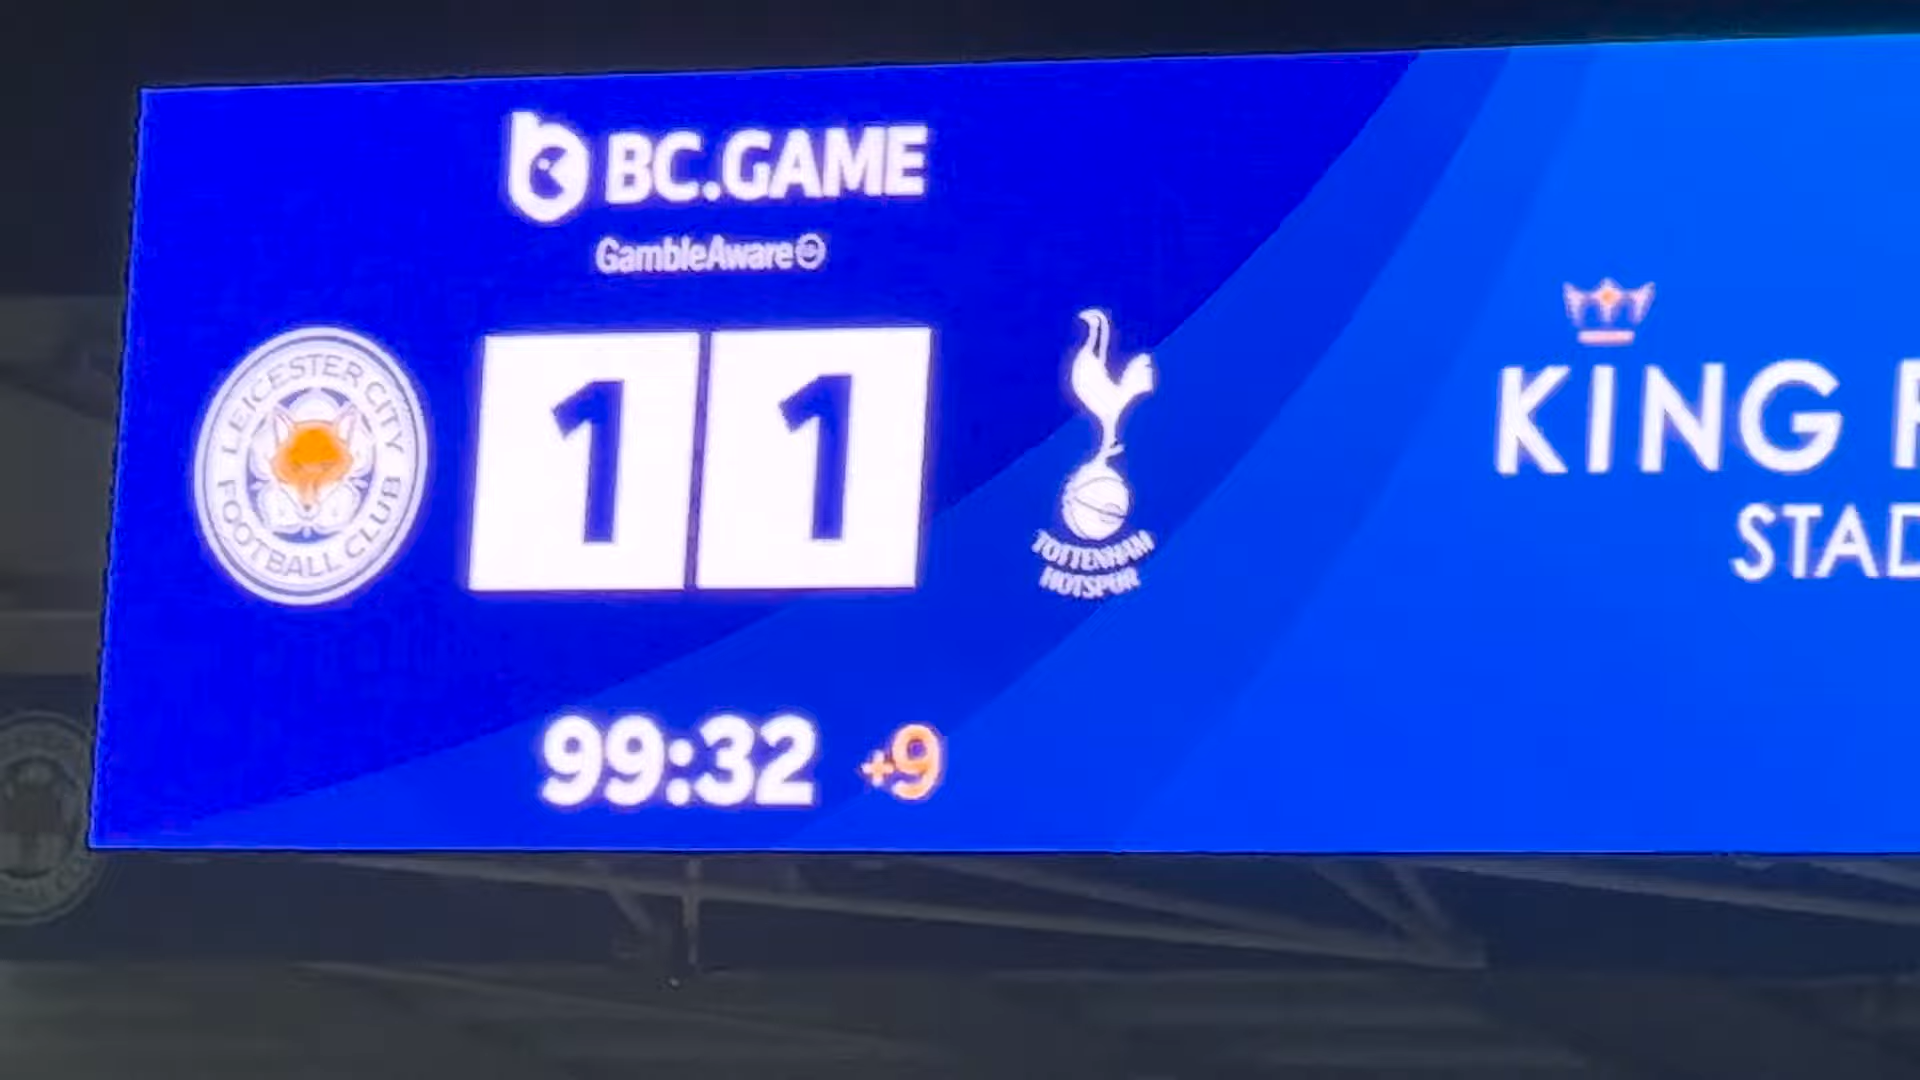 BC.GAME
GambleAware
LEICESTER CITY
FOOTBALL CLUB
1 1
TOTTENHAM
HOTSPUR
99:32 +9
KING
STAD